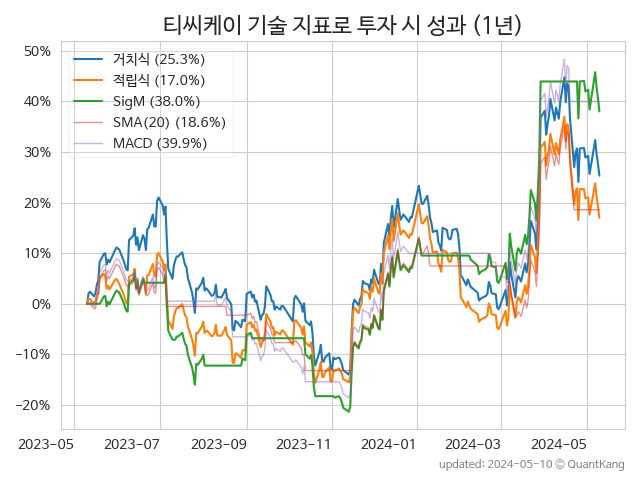 티씨케이 기술 지표로 투자 시 성과 (1년)
50%
40%
30%
20%
10%
0%
−10%
−20%
거치식 (25.3%)
적립식 (17.0%)
SigM (38.0%)
SMA(20) (18.6%)
MACD (39.9%)
2023-05
2023-07
2023-09
2023-11
2024-01
2024-03
2024-05
updated: 2024-05-10 ⓒ QuantKang